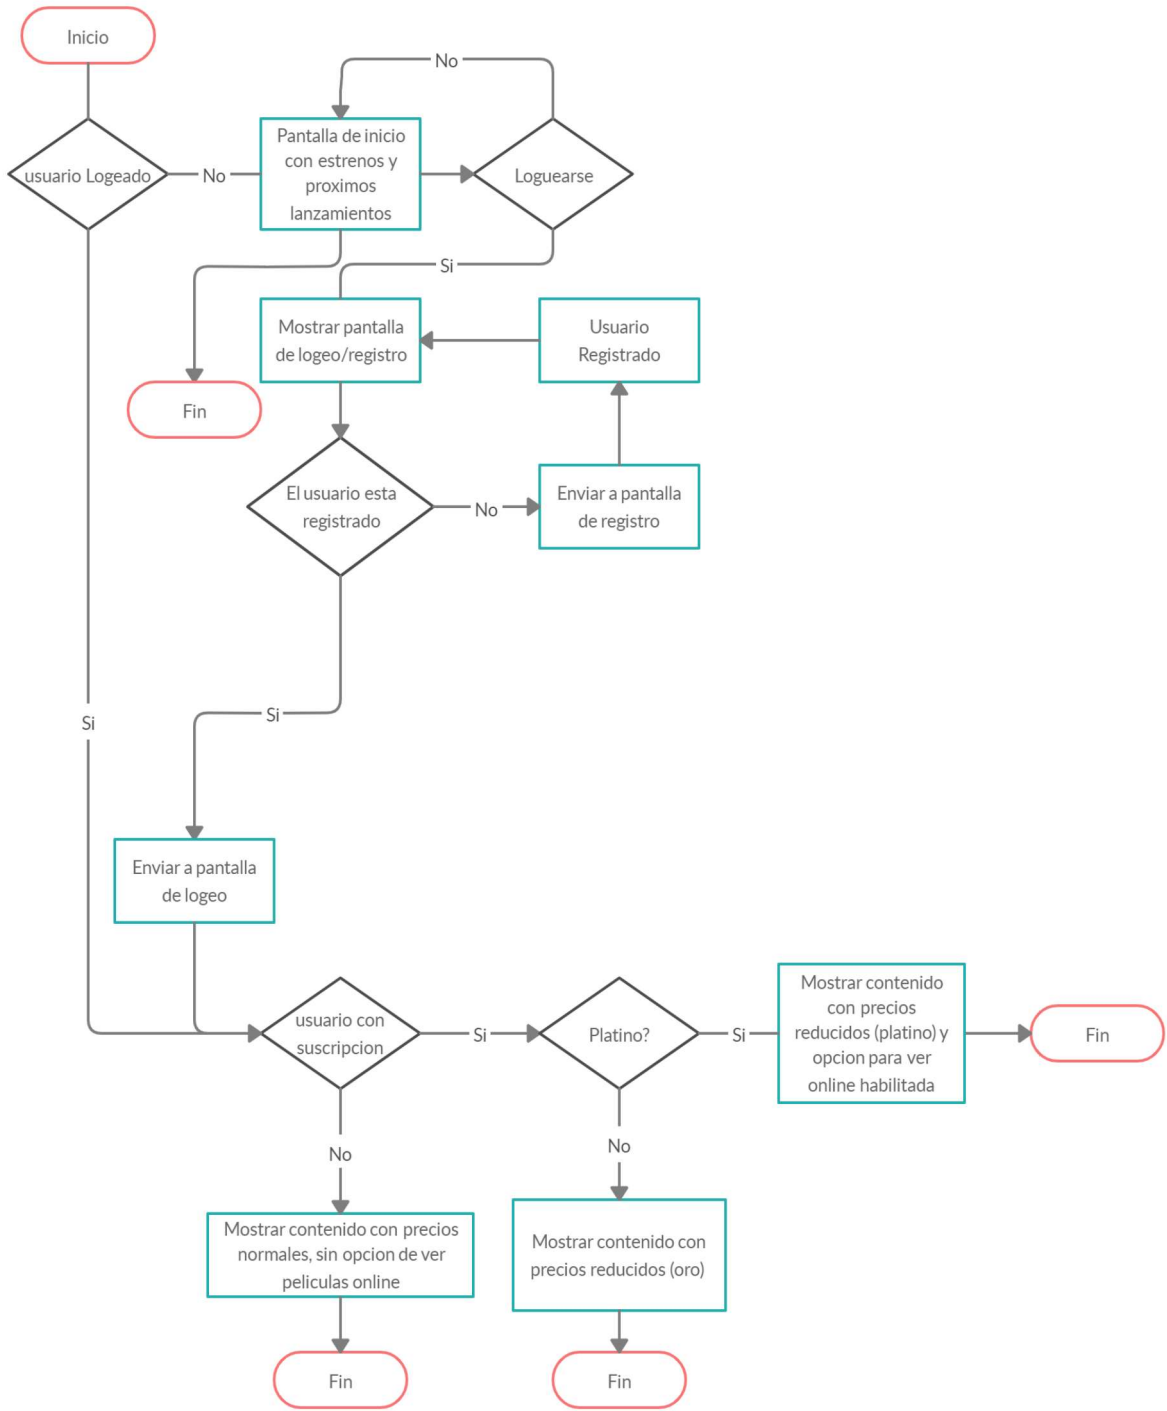 Inicio
No
usuario Logeado
No
Pantalla de inicio
con estrenos y
proximos
lanzamientos
Loguearse
Si
Mostrar pantalla
de logeo/registro
Usuario
Registrado
Fin
El usuario esta
registrado
No
Enviar a pantalla
de registro
Si
Si
Enviar a pantalla
de logeo
usuario con
suscripcion
Si
Platino?
Si
Mostrar contenido
con precios
reducidos (platino) y
opcion para ver
online habilitada
Fin
No
No
Mostrar contenido con precios
normales, sin opcion de ver
peliculas online
Mostrar contenido con
precios reducidos (oro)
Fin
Fin